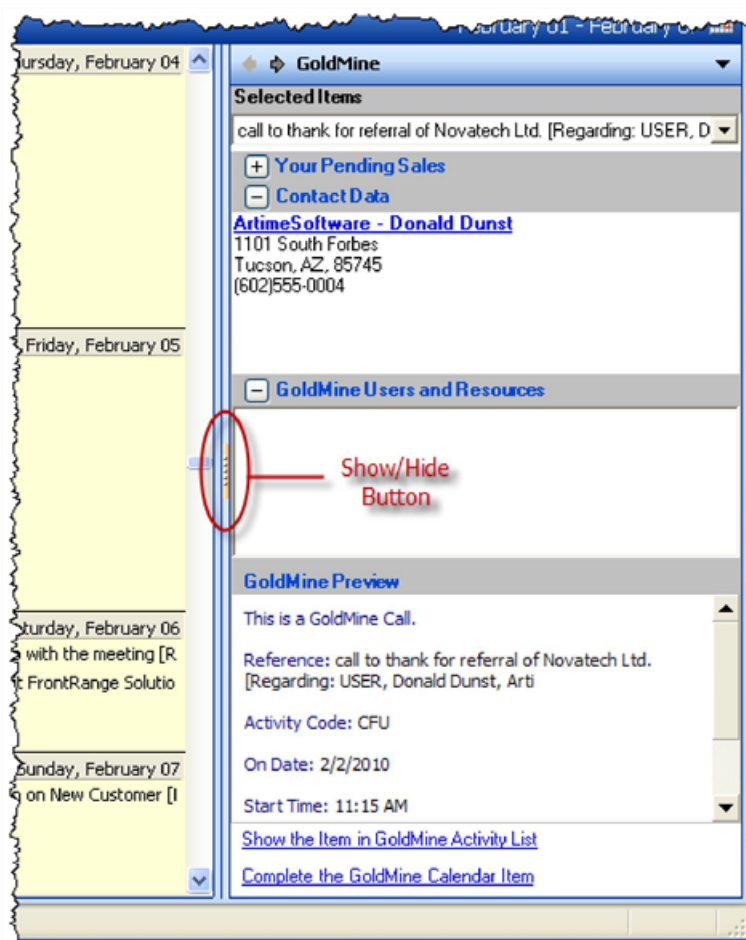 February 01 - February
ursday, February 04
Friday, February 05
turday, February 06
with the meeting [R
FrontRange Solutio
Sunday, February 07
on New Customer [I
GoldMine
Selected Items
call to thank for referral of Novatech Ltd. [Regarding: USER, D
Your Pending Sales
Contact Data
ArtimeSoftware - Donald Dunst
1101 South Forbes
Tucson, AZ, 85745
(602)555-0004
GoldMine Users and Resources
Show/Hide
Button
GoldMine Preview
This is a GoldMine Call.
Reference: call to thank for referral of Novatech Ltd.
[Regarding: USER, Donald Dunst, Arti
Activity Code: CFU
On Date: 2/2/2010
Start Time: 11:15 AM
Show the Item in GoldMine Activity List
Complete the GoldMine Calendar Item